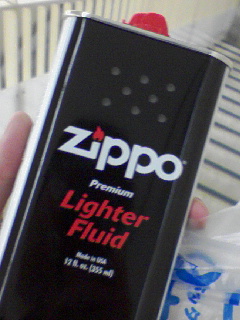 Zippo
Premium
Lighter
Fluid
Made in USA
12 fl. oz. (355 ml)